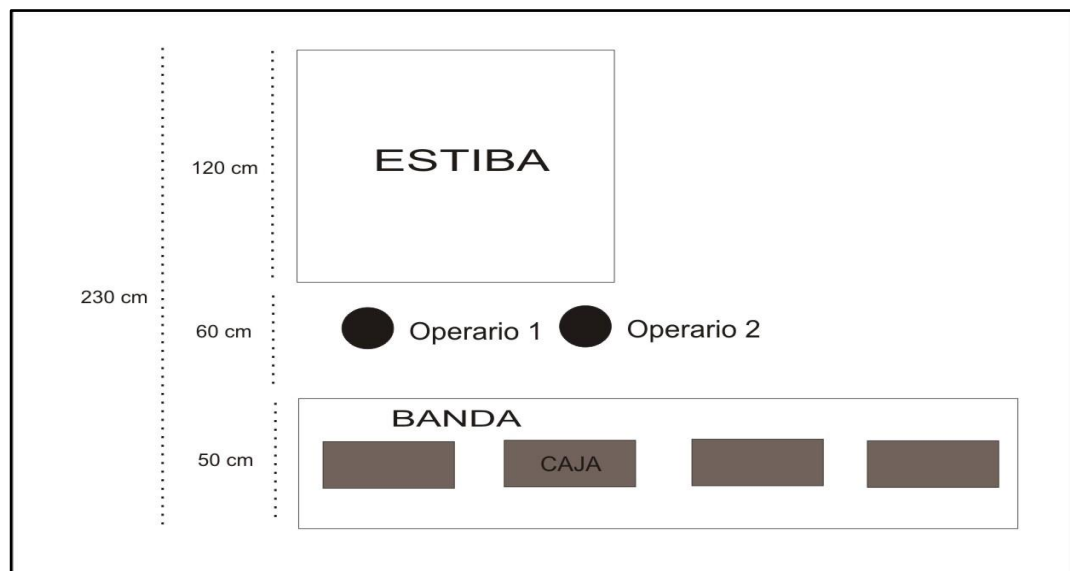 120 cm
ESTIBA
230 cm
60 cm
Operario 1
Operario 2
BANDA
50 cm
CAJA